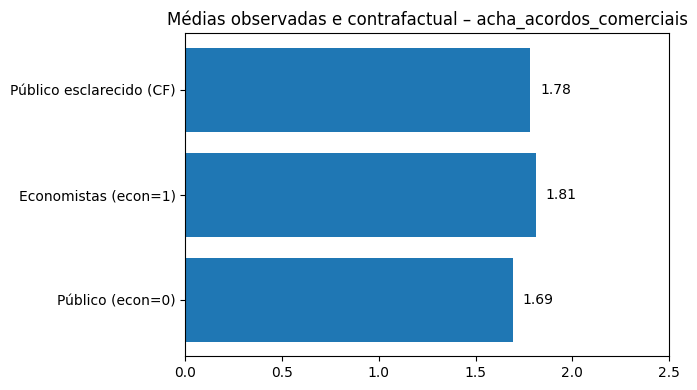 Médias observadas e contrafactual – acha_acordos_comerciais
Público esclarecido (CF)
1.78
Economistas (econ=1)
1.81
Público (econ=0)
1.69
0.0 0.5 1.0 1.5 2.0 2.5